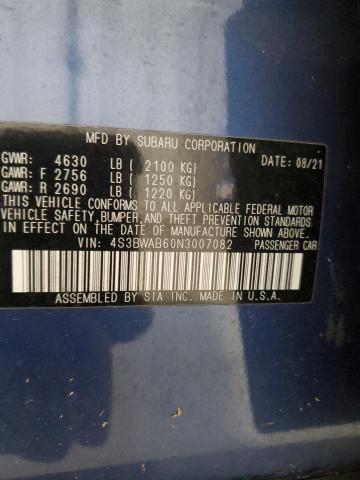 MFD BY SUBARU CORPORATION DATE: 08/21
GVWR: 4630 LB ( 2100 KG)
GAWR: F 2756 LB ( 1250 KG)
GAWR: R 2690 LB ( 1220 KG)
THIS VEHICLE CONFORMS TO ALL APPLICABLE FEDERAL MOTOR
VEHICLE SAFETY, BUMPER, AND THEFT PREVENTION STANDARDS
IN EFFECT ON THE DATE OF MANUFACTURE SHOWN ABOVE.
VIN: 4S3BWAB60N3007082 PASSENGER CAR
ASSEMBLED BY SIA INC. MADE IN U.S.A.